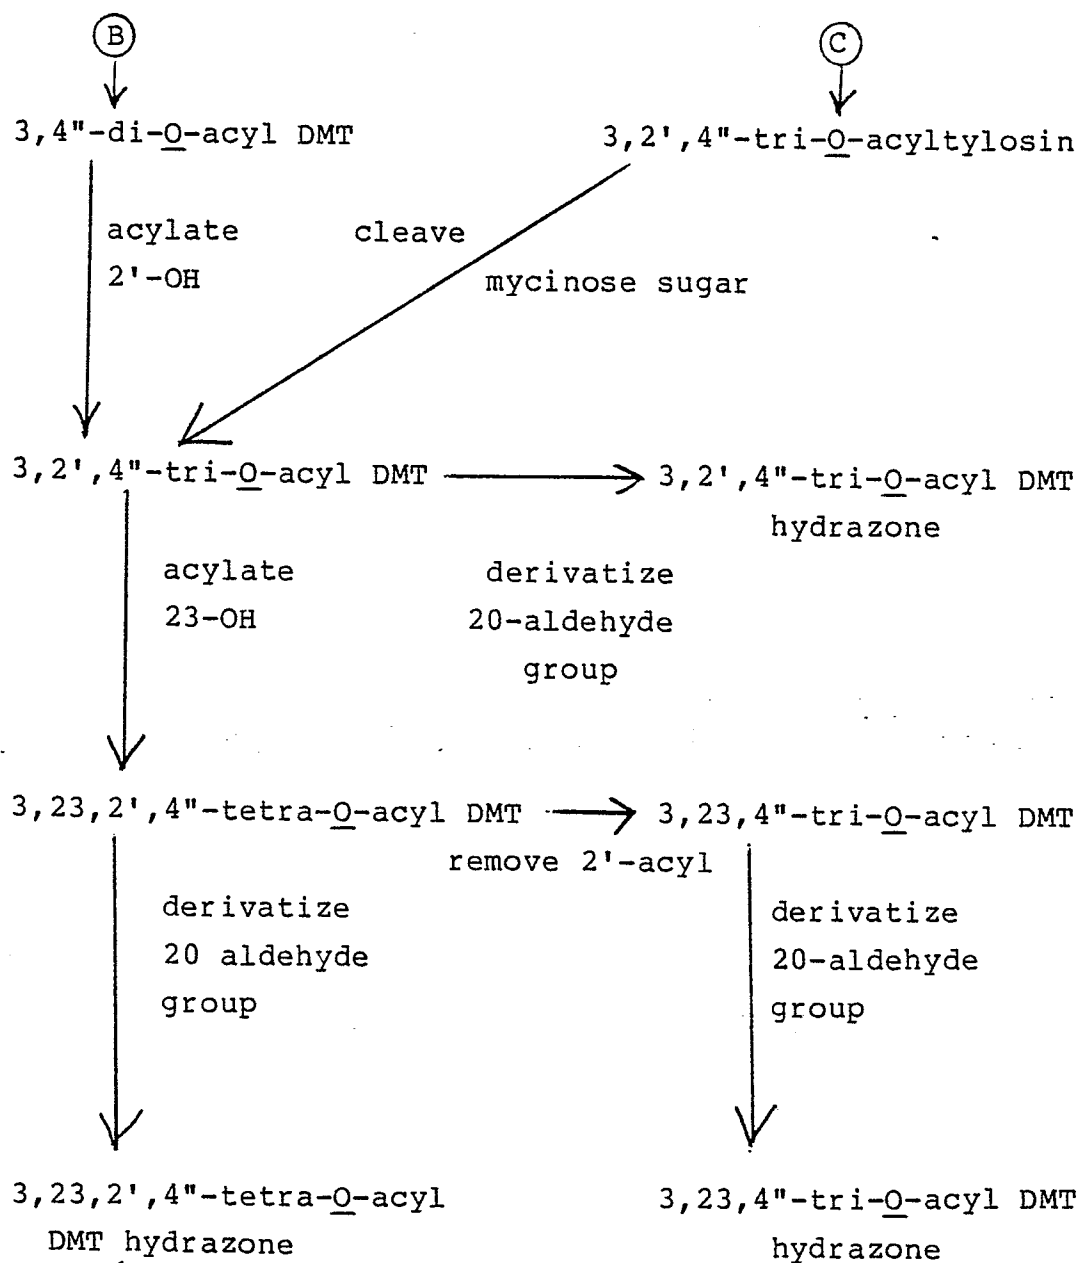 B
C
3,4"-di-O-acyl DMT
3,2',4"-tri-O-acyltylosin
acylate
2'-OH
cleave
mycinose sugar
3,2',4"-tri-O-acyl DMT
3,2',4"-tri-O-acyl DMT
hydrazone
acylate
23-OH
derivatize
20-aldehyde
group
3,23,2',4"-tetra-O-acyl DMT
remove 2'-acyl
3,23,4"-tri-O-acyl DMT
derivatize
20 aldehyde
group
derivatize
20-aldehyde
group
3,23,2',4"-tetra-O-acyl
DMT hydrazone
3,23,4"-tri-O-acyl DMT
hydrazone